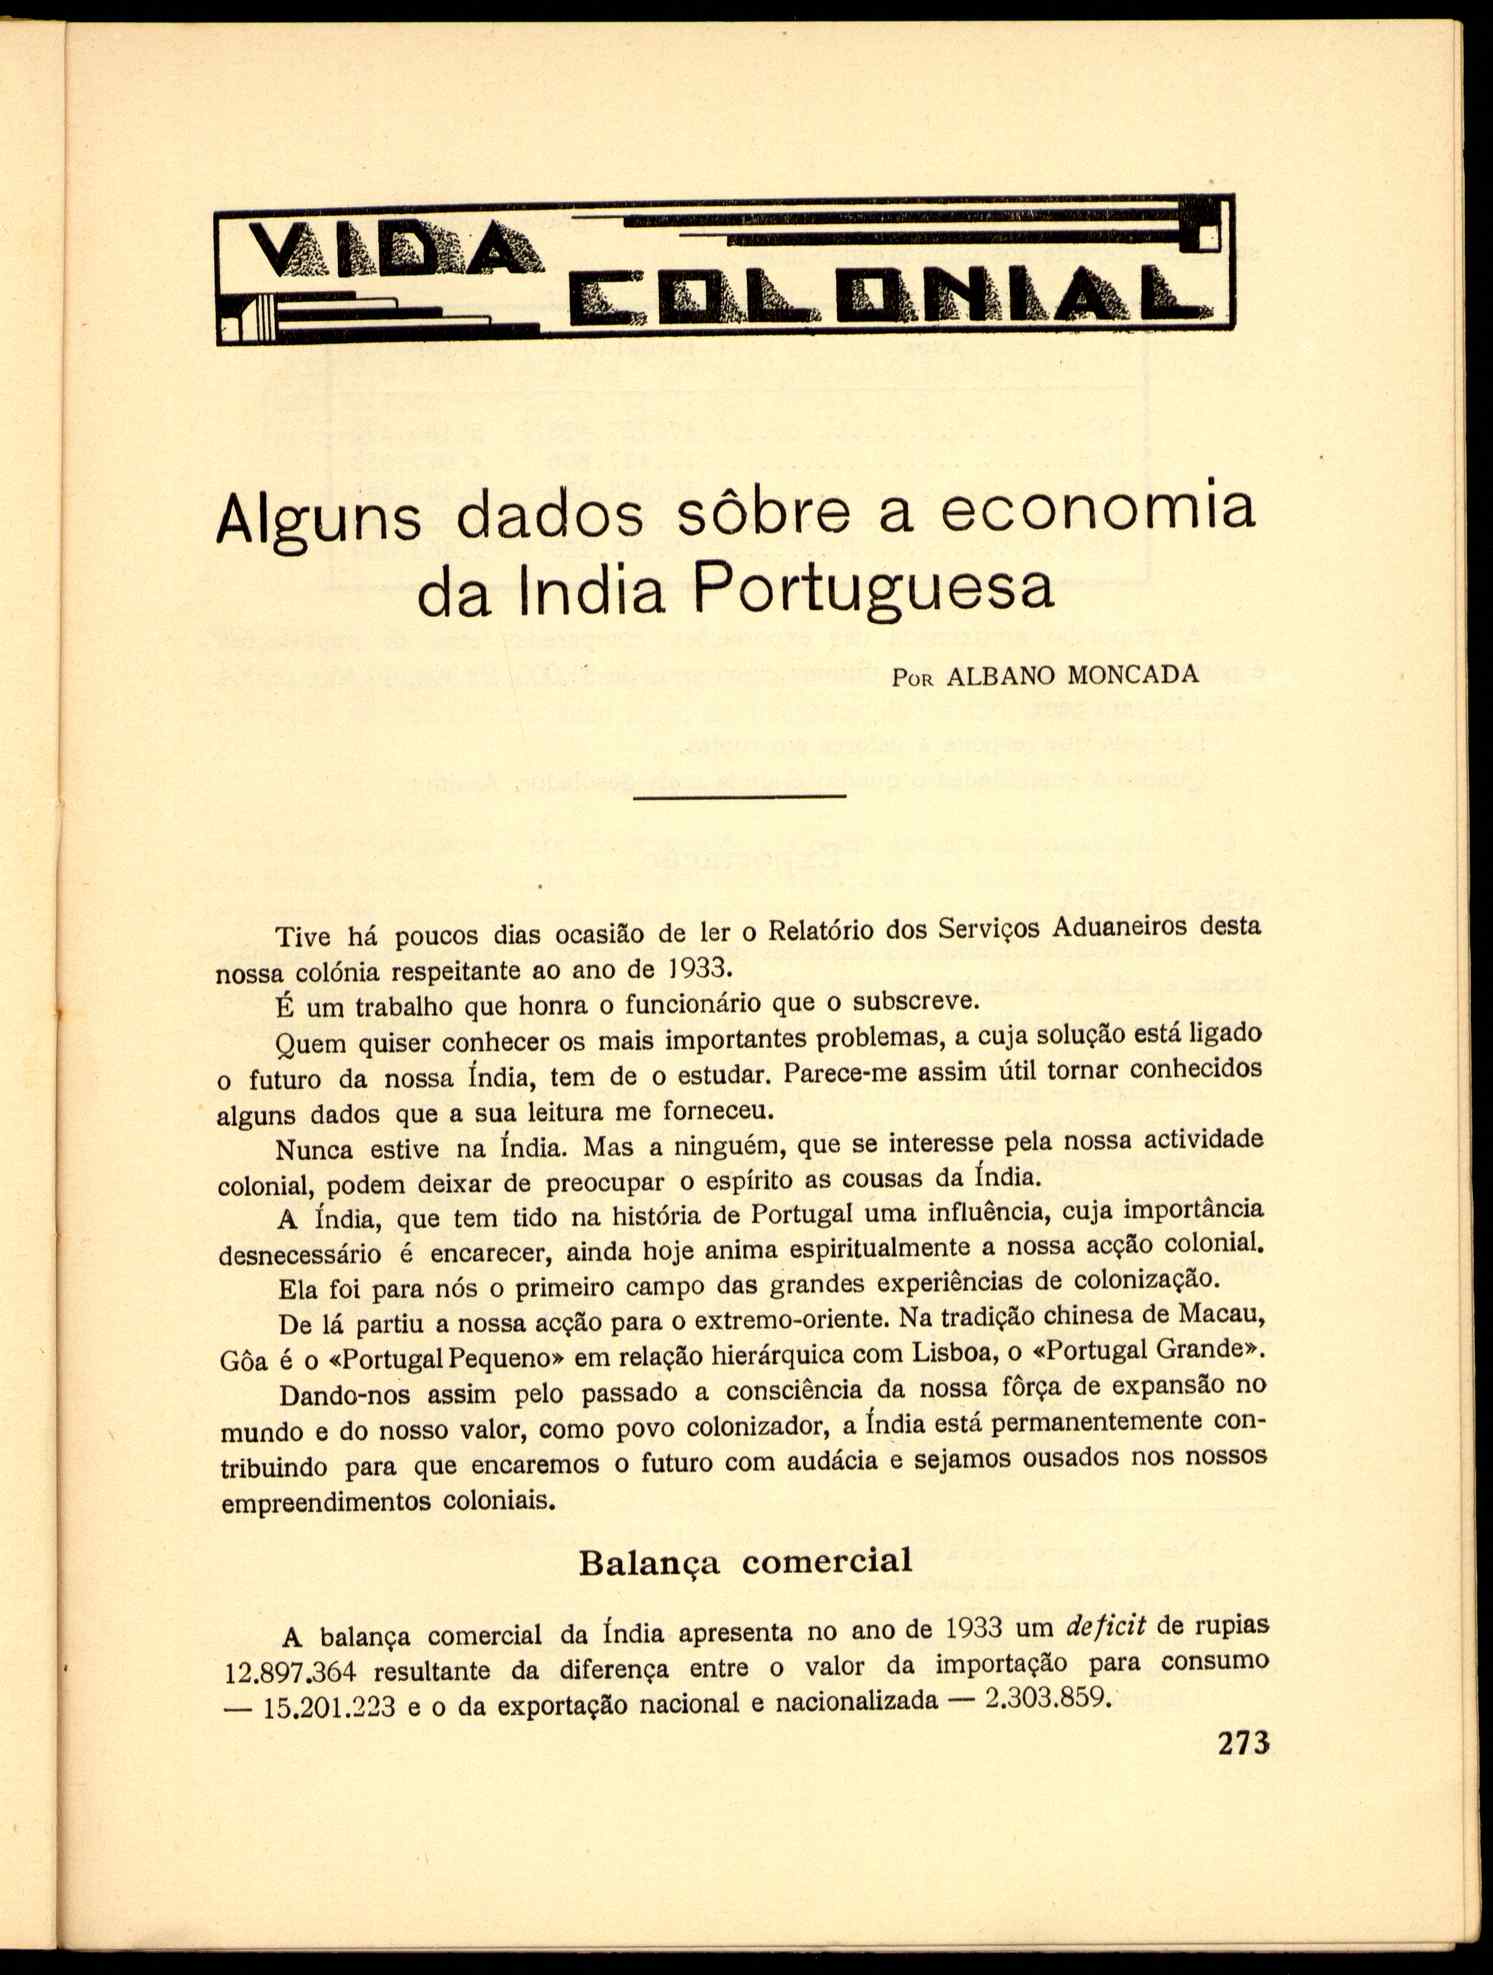 VIDA
COLONIAL
Alguns dados sôbre a economia
da India Portuguesa
Por ALBANO MONCADA
Tive há poucos dias ocasião de ler o Relatório dos Serviços Aduaneiros desta
nossa colónia respeitante ao ano de 1933.
É um trabalho que honra o funcionário que o subscreve.
Quem quiser conhecer os mais importantes problemas, a cuja solução está ligado
o futuro da nossa Índia, tem de o estudar. Parece-me assim útil tornar conhecidos
alguns dados que a sua leitura me forneceu.
Nunca estive na Índia. Mas a ninguém, que se interesse pela nossa actividade
colonial, podem deixar de preocupar o espírito as cousas da Índia.
A Índia, que tem tido na história de Portugal uma influência, cuja importância
desnecessário é encarecer, ainda hoje anima espiritualmente a nossa acção colonial.
Ela foi para nós o primeiro campo das grandes experiências de colonização.
De lá partiu a nossa acção para o extremo-oriente. Na tradição chinesa de Macau,
Gôa é o «Portugal Pequeno» em relação hierárquica com Lisboa, o «Portugal Grande».
Dando-nos assim pelo passado a consciência da nossa fôrça de expansão no
mundo e do nosso valor, como povo colonizador, a Índia está permanentemente con-
tribuindo para que encaremos o futuro com audácia e sejamos ousados nos nossos
empreendimentos coloniais.
Balança comercial
A balança comercial da Índia apresenta no ano de 1933 um deficit de rupias
12.897.364 resultante da diferença entre o valor da importação para consumo
— 15.201.223 e o da exportação nacional e nacionalizada — 2.303.859.
273